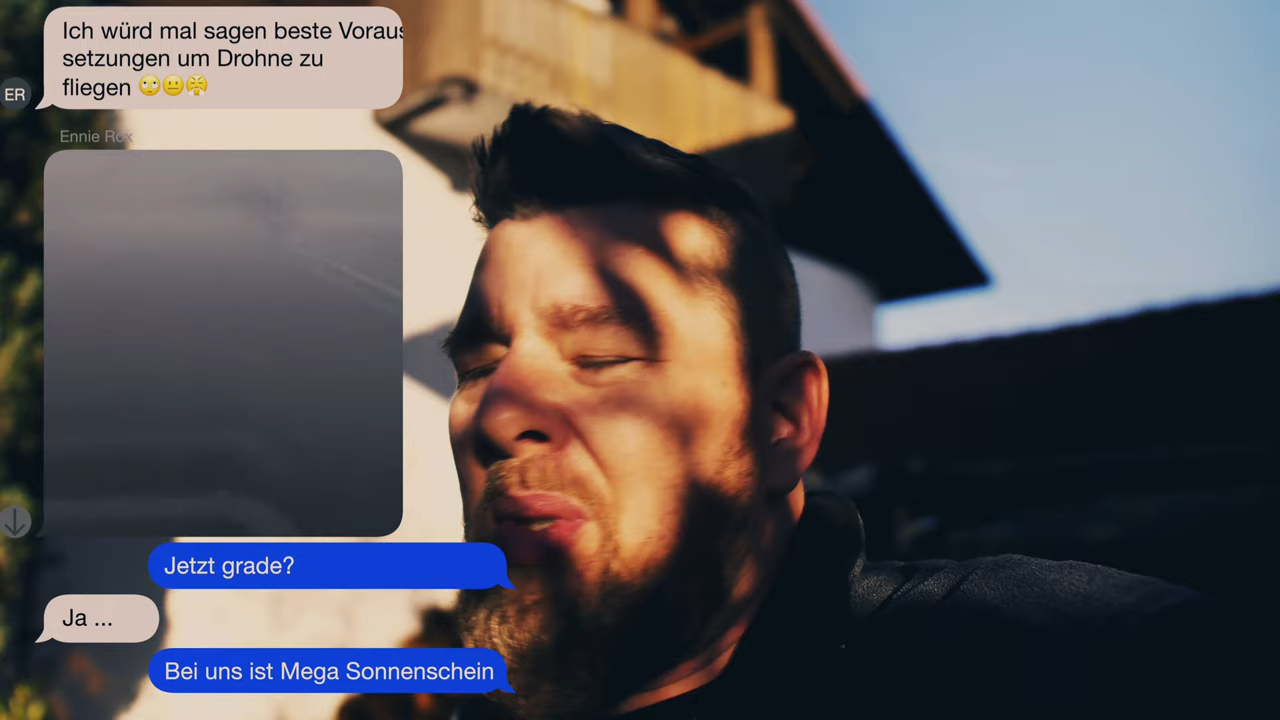 Ich würd mal sagen beste Voraus
setzungen um Drohne zu
fliegen 🙄😐😤
ER
Ennie Rox
Jetzt grade?
Ja ...
Bei uns ist Mega Sonnenschein